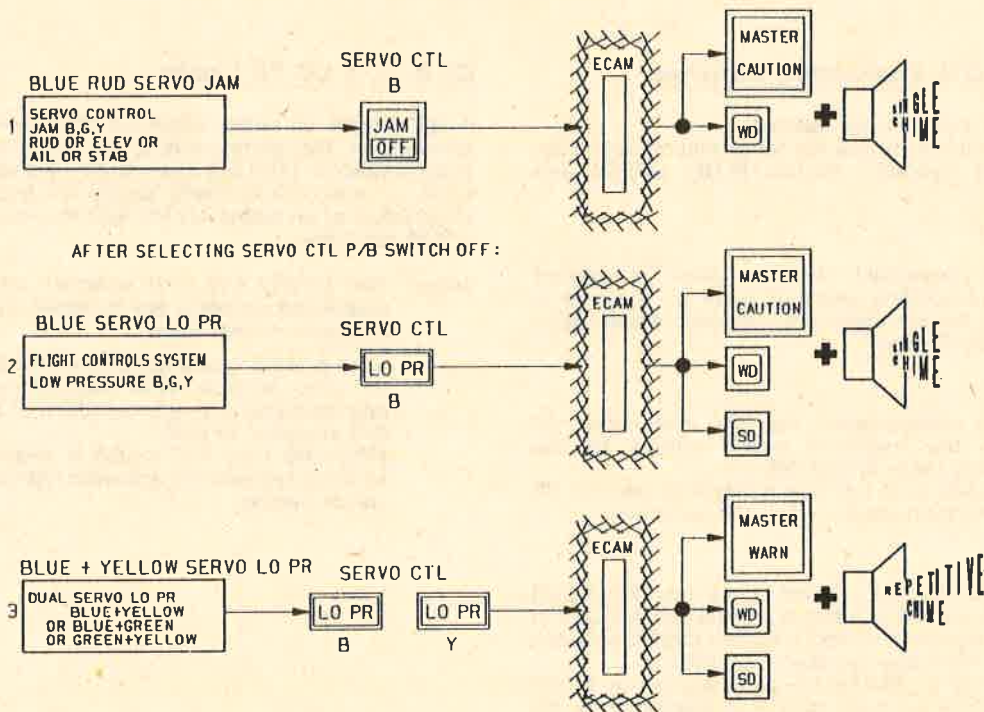 SERVO CTL
B
BLUE RUD SERVO JAM
1
SERVO CONTROL
JAM B,G,Y
RUD OR ELEV OR
AIL OR STAB
JAM
OFF
ECAM
MASTER
CAUTION
WD
+
SINGLE
CHIME
AFTER SELECTING SERVO CTL P/B SWITCH OFF:
BLUE SERVO LO PR
2
FLIGHT CONTROLS SYSTEM
LOW PRESSURE B,G,Y
SERVO CTL
LO PR
B
ECAM
MASTER
CAUTION
WD
SD
+
SINGLE
CHIME
BLUE + YELLOW SERVO LO PR
3
DUAL SERVO LO PR
BLUE+YELLOW
OR BLUE+GREEN
OR GREEN+YELLOW
SERVO CTL
LO PR
B
LO PR
Y
ECAM
MASTER
WARN
WD
SD
+
REPETITIVE
CHIME